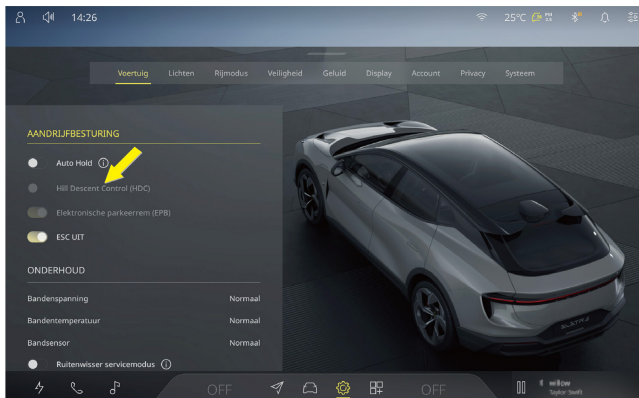 14:26
25°C
Voertuig Lichten Rijmodus Veiligheid Geluid Display Account Privacy Systeem
AANDRIJFBESTURING
Auto Hold
Hill Descent Control (HDC)
Elektronische parkeerrem (EPB)
ESC UIT
ONDERHOUD
Bandenspanning Normaal
Bandentemperatuur Normaal
Bandsensor Normaal
Ruitenwisser servicemodus
ELETRE
OFF OFF willow
Taylor Swift